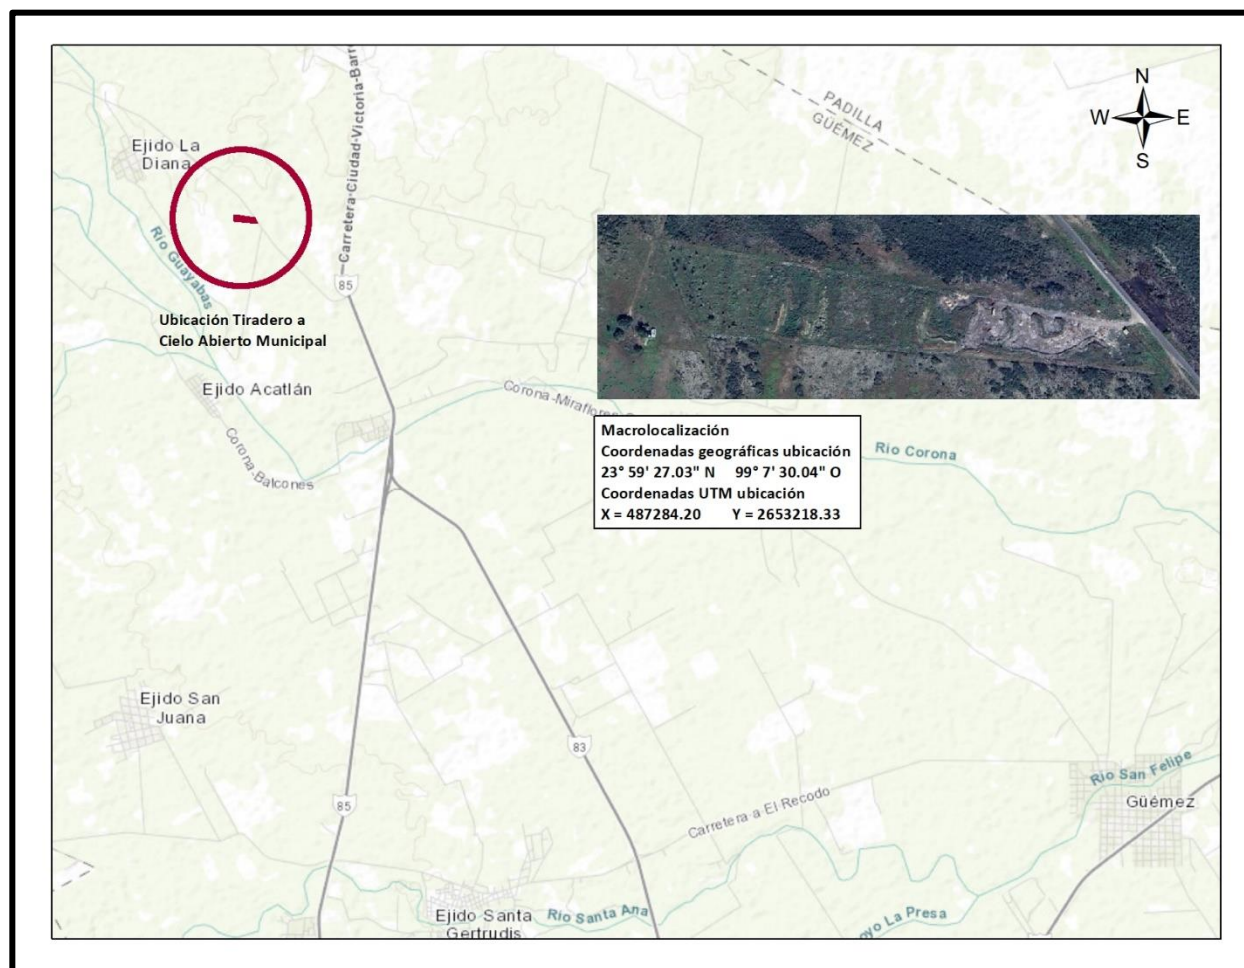 N
W E
S
PADILLA
GÜÉMEZ
Ejido La
Diana
Carretera-Ciudad-Victoria-Barr
Río Guayabas
85
Ubicación Tiradero a
Cielo Abierto Municipal
Ejido Acatlán
Corona-Miraflores
Corona-Balcones
Río Corona
Macrolocalización
Coordenadas geográficas ubicación
23° 59' 27.03" N 99° 7' 30.04" O
Coordenadas UTM ubicación
X = 487284.20 Y = 2653218.33
Ejido San
Juana
83
85
Río San Felipe
Güémez
Carretera a El Recodo
Ejido Santa
Gertrudis
Río Santa Ana
oyo La Presa